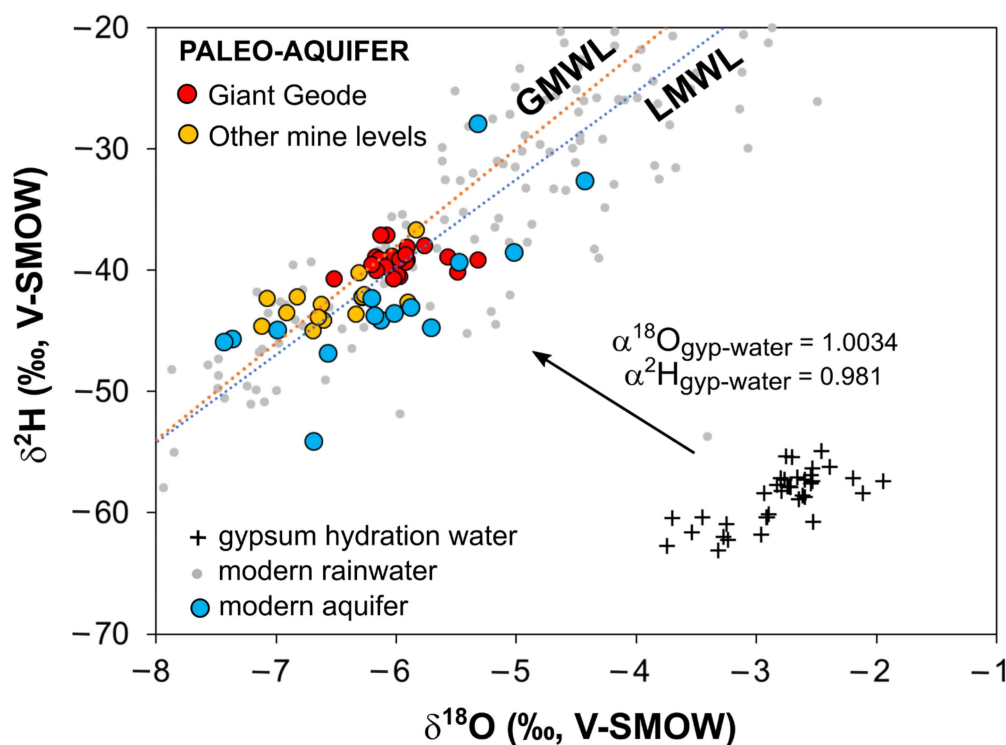 −20
−30
−40
−50
−60
−70
δ²H (‰, V-SMOW)
PALEO-AQUIFER
Giant Geode
Other mine levels
GMWL
LMWL
α¹⁸Ogyp-water = 1.0034
α²Hgyp-water = 0.981
gypsum hydration water
modern rainwater
modern aquifer
−8 −7 −6 −5 −4 −3 −2 −1
δ¹⁸O (‰, V-SMOW)